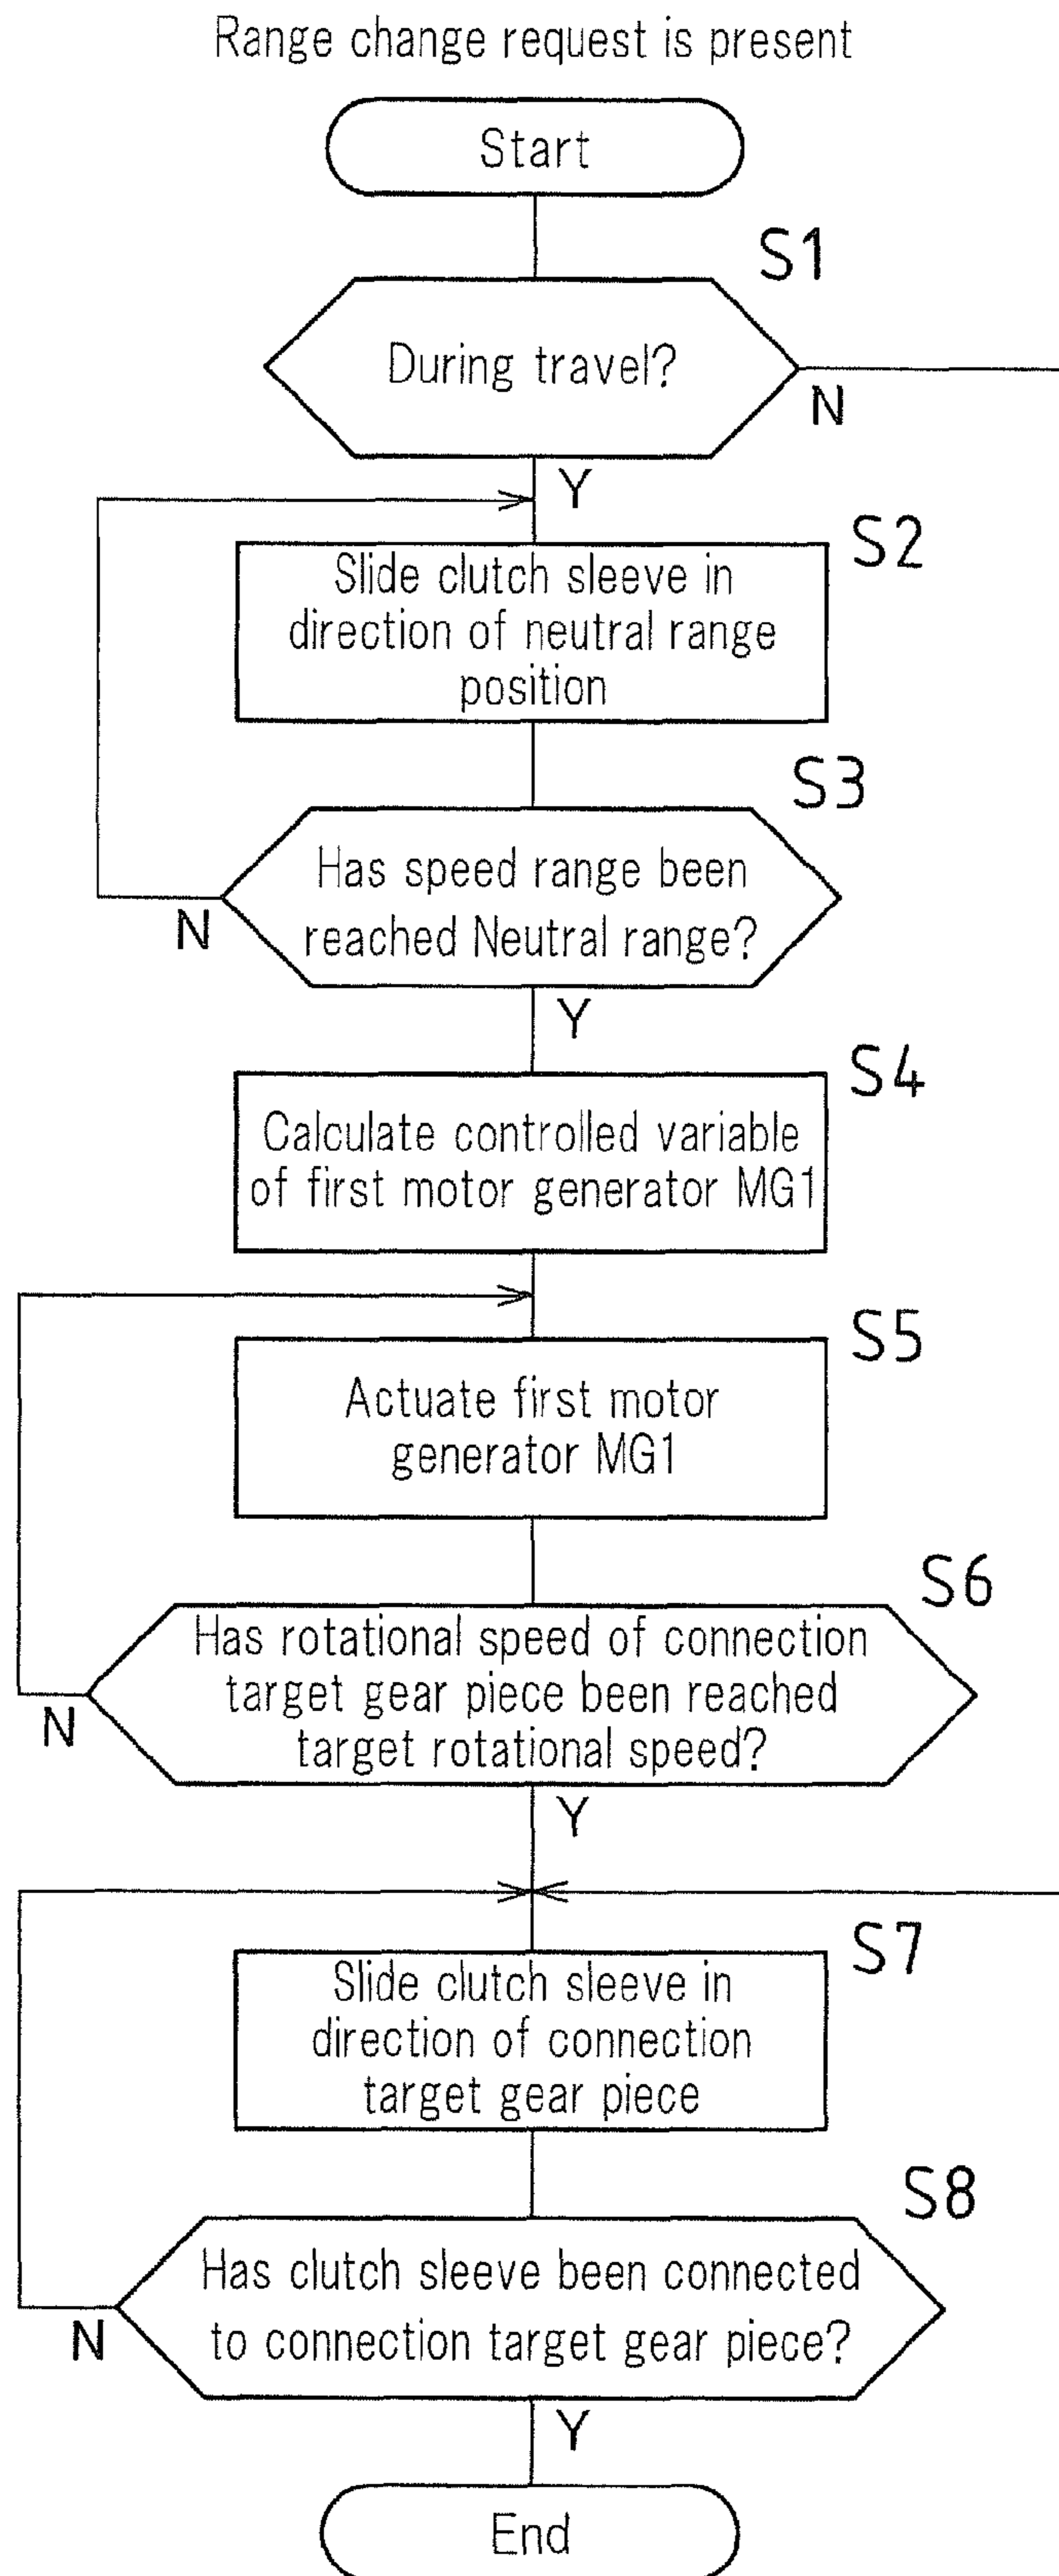 Range change request is present
Start
S1
During travel?
N
Y
S2
Slide clutch sleeve in
direction of neutral range
position
S3
Has speed range been
reached Neutral range?
N
Y
S4
Calculate controlled variable
of first motor generator MG1
S5
Actuate first motor
generator MG1
S6
Has rotational speed of connection
target gear piece been reached
target rotational speed?
N
Y
S7
Slide clutch sleeve in
direction of connection
target gear piece
S8
Has clutch sleeve been connected
to connection target gear piece?
N
Y
End